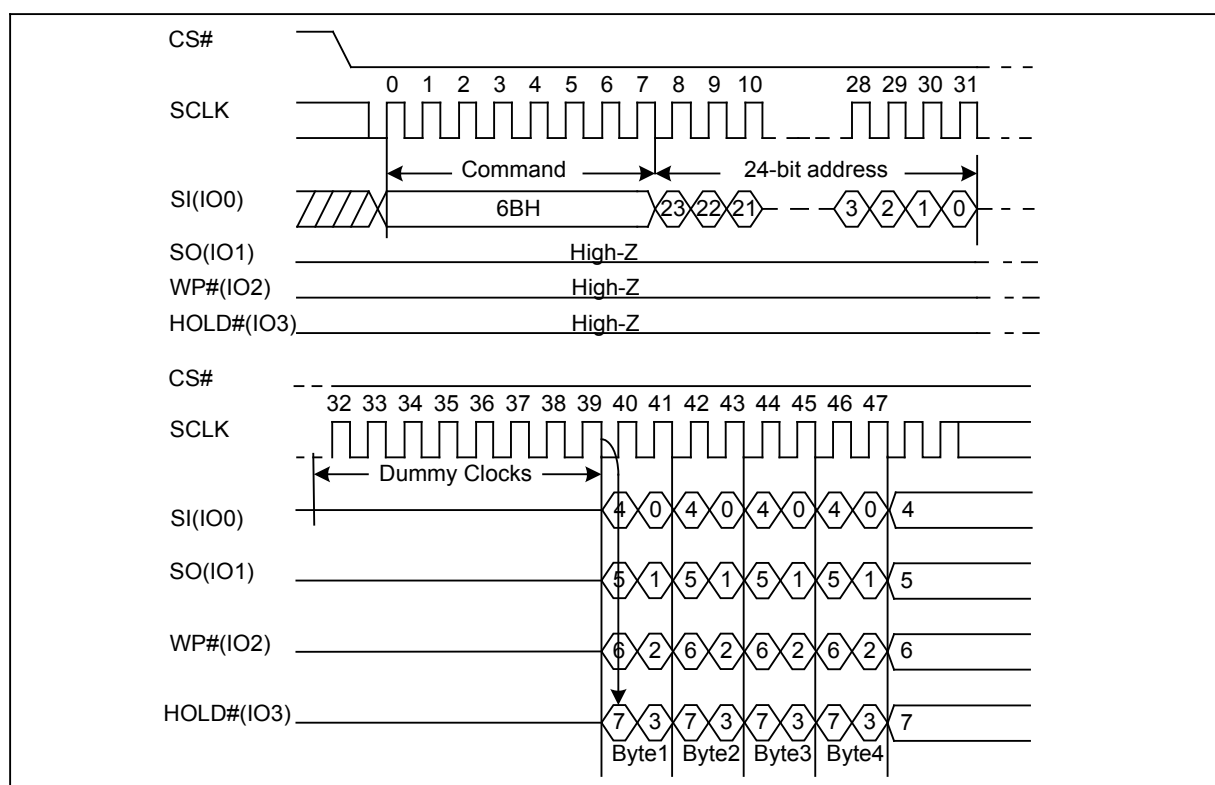 CS#
0 1 2 3 4 5 6 7 8 9 10 28 29 30 31
SCLK
Command 24-bit address
SI(IO0) 6BH 23 22 21 3 2 1 0
SO(IO1) High-Z
WP#(IO2) High-Z
HOLD#(IO3) High-Z
CS#
32 33 34 35 36 37 38 39 40 41 42 43 44 45 46 47
SCLK
Dummy Clocks
SI(IO0) 4 0 4 0 4 0 4 0 4
SO(IO1) 5 1 5 1 5 1 5 1 5
WP#(IO2) 6 2 6 2 6 2 6 2 6
HOLD#(IO3) 7 3 7 3 7 3 7 3 7
Byte1 Byte2 Byte3 Byte4